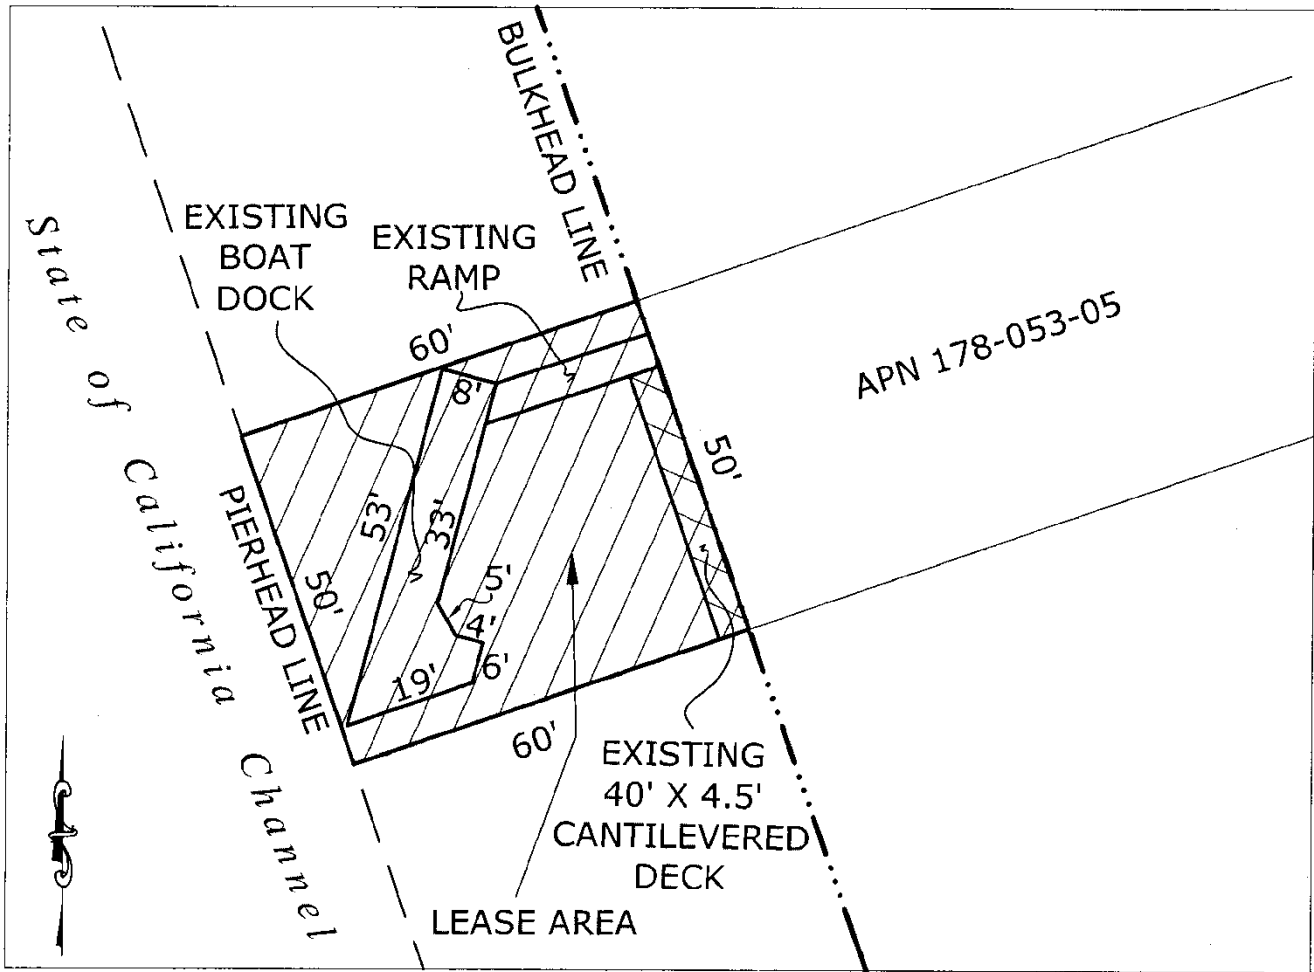 BULKHEAD LINE
EXISTING
BOAT
DOCK
EXISTING
RAMP
State of California Channel
60'
8'
APN 178-053-05
50'
53'
33'
PIERHEAD LINE
50'
5'
4'
6'
19'
60'
EXISTING
40' X 4.5'
CANTILEVERED
DECK
LEASE AREA